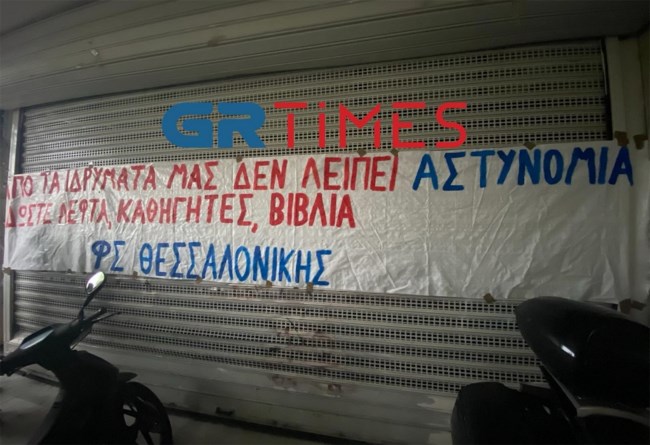 GRTiMES
ΑΠΟ ΤΑ ΙΔΡΥΜΑΤΑ ΜΑΣ ΔΕΝ ΛΕΙΠΕΙ ΑΣΤΥΝΟΜΙΑ
ΔΩΣΤΕ ΛΕΦΤΑ, ΚΑΘΗΓΗΤΕΣ, ΒΙΒΛΙΑ
ΦΣ ΘΕΣΣΑΛΟΝΙΚΗΣ